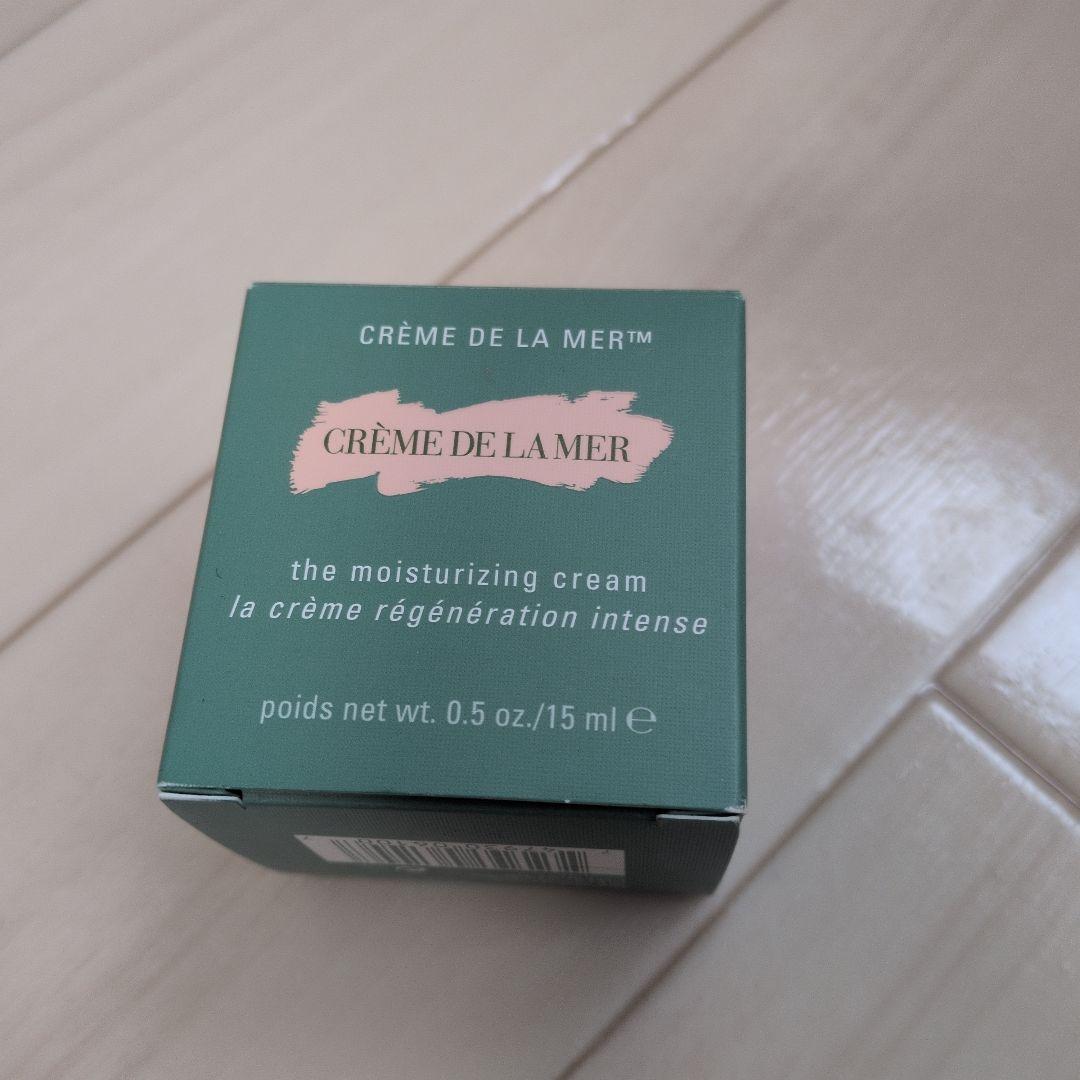 CRÈME DE LA MER™
CRÈME DE LA MER
the moisturizing cream
la crème régénération intense
poids net wt. 0.5 oz./15 ml ℮